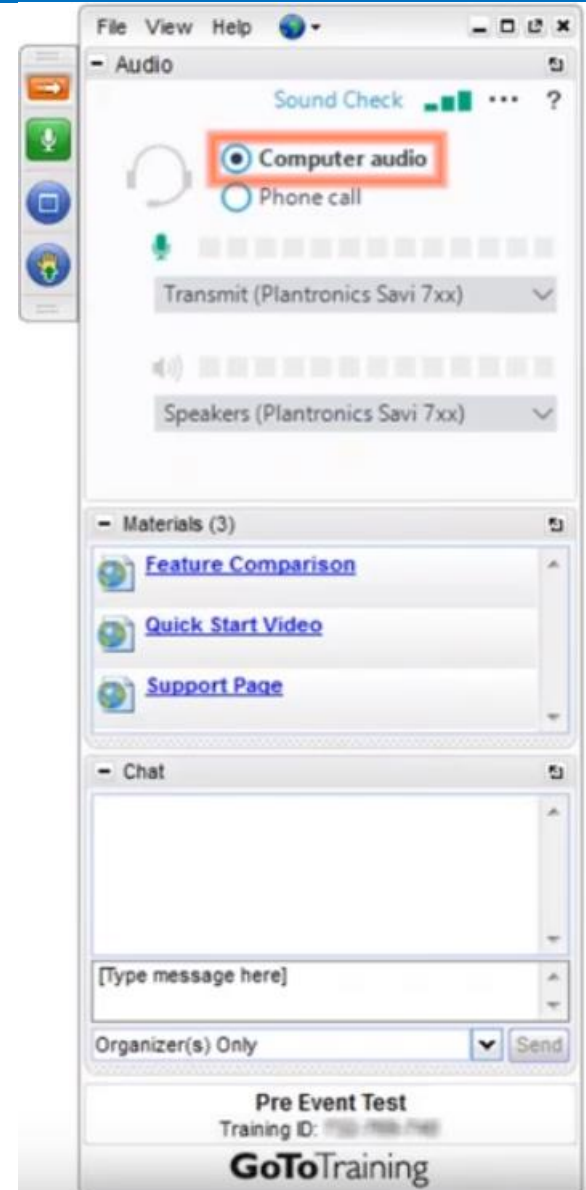 File View Help
Audio
Sound Check ... ?
Computer audio
Phone call
Transmit (Plantronics Savi 7xx)
Speakers (Plantronics Savi 7xx)
Materials (3)
Feature Comparison
Quick Start Video
Support Page
Chat
[Type message here]
Organizer(s) Only Send
Pre Event Test
Training ID:
GoToTraining